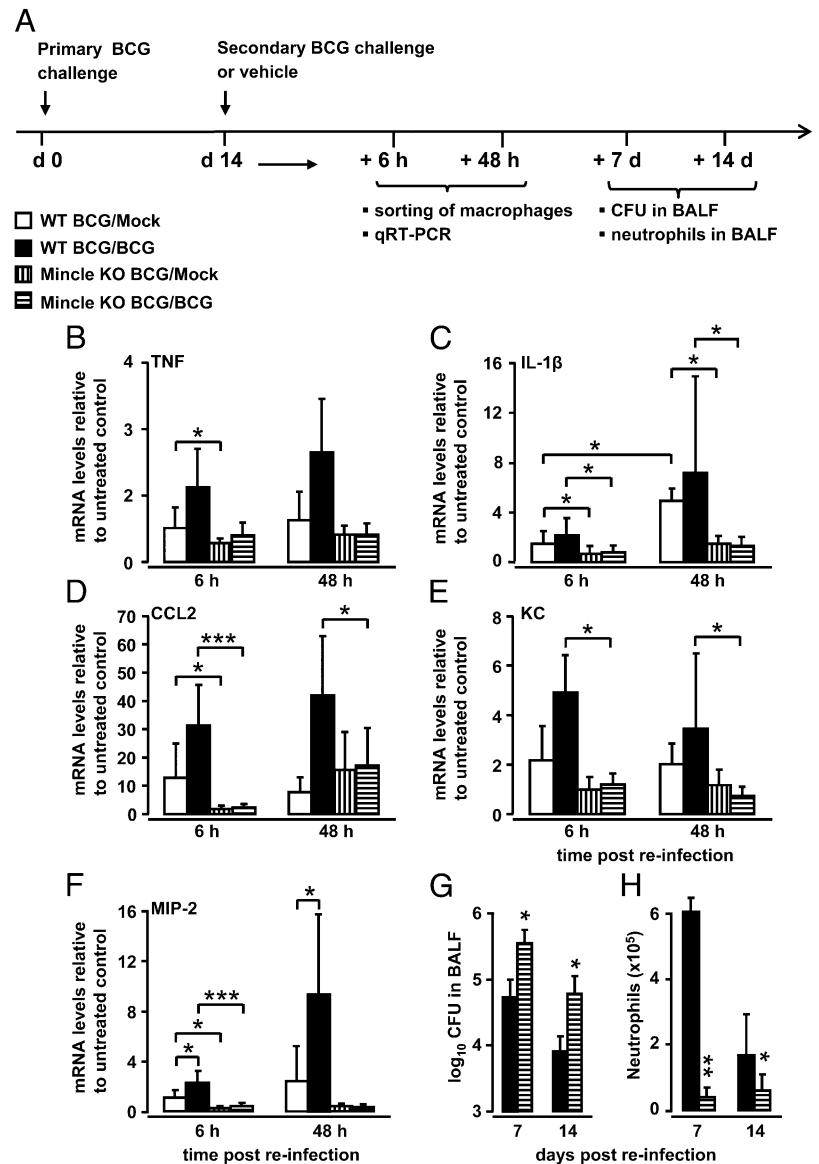 A
Primary BCG
challenge
Secondary BCG challenge
or vehicle
d 0
d 14
+ 6 h
+ 48 h
+ 7 d
+ 14 d
▪ sorting of macrophages
▪ qRT-PCR
▪ CFU in BALF
▪ neutrophils in BALF
WT BCG/Mock
WT BCG/BCG
Mincle KO BCG/Mock
Mincle KO BCG/BCG
B
TNF
mRNA levels relative
to untreated control
4
3
2
0
*
6 h
48 h
C
IL-1β
mRNA levels relative
to untreated control
16
12
8
4
0
*
*
*
*
*
6 h
48 h
D
CCL2
mRNA levels relative
to untreated control
70
60
50
40
30
20
10
0
***
*
*
6 h
48 h
E
KC
mRNA levels relative
to untreated control
8
6
4
2
0
*
*
6 h
48 h
time post re-infection
F
MIP-2
mRNA levels relative
to untreated control
16
12
8
4
0
***
*
*
*
6 h
48 h
time post re-infection
G
log10 CFU in BALF
6
5
4
3
*
*
7
14
H
Neutrophils (x10⁵)
6
4
2
0
**
*
7
14
days post re-infection